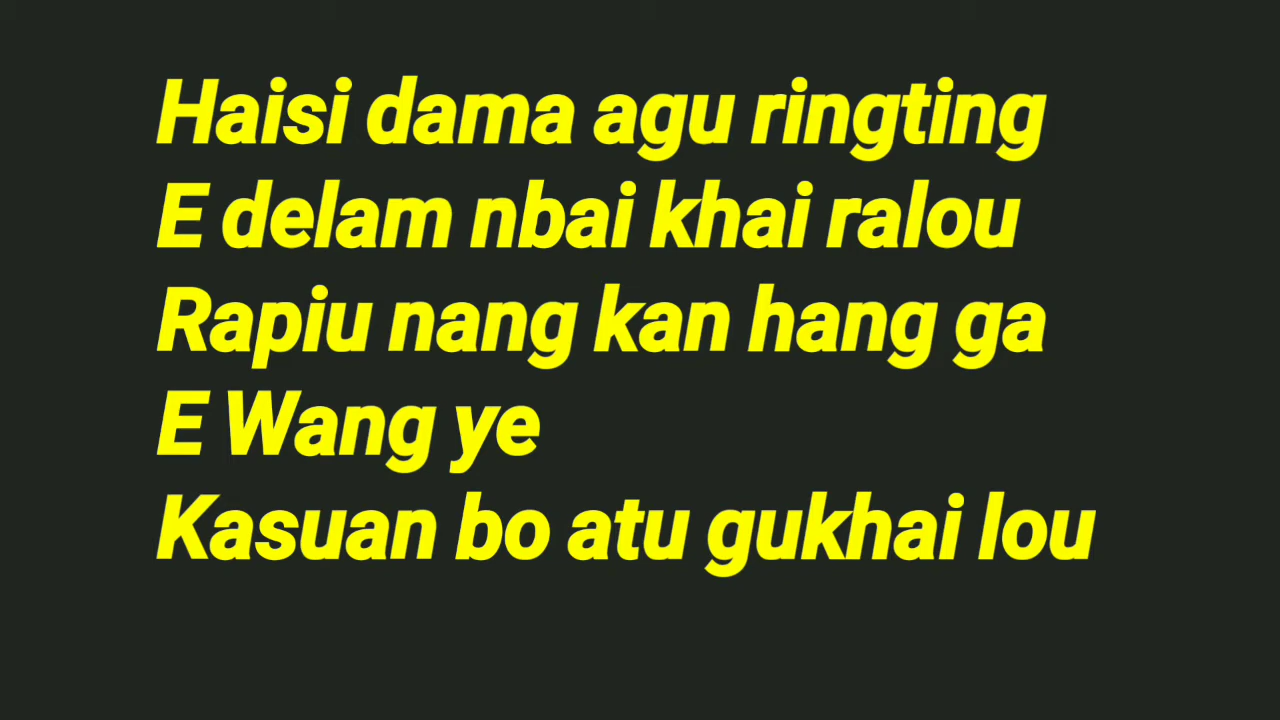 Haisi dama agu ringting
E delam nbai khai ralou
Rapiu nang kan hang ga
E Wang ye
Kasuan bo atu gukhai lou